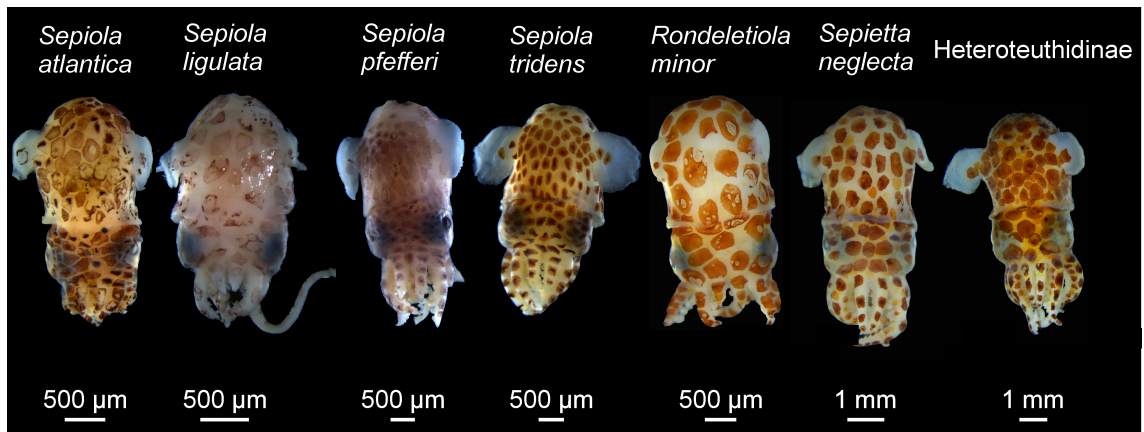 Sepiola
atlantica
Sepiola
ligulata
Sepiola
pfefferi
Sepiola
tridens
Rondeletiola
minor
Sepietta
neglecta
Heteroteuthidinae
500 µm
500 µm
500 µm
500 µm
500 µm
1 mm
1 mm